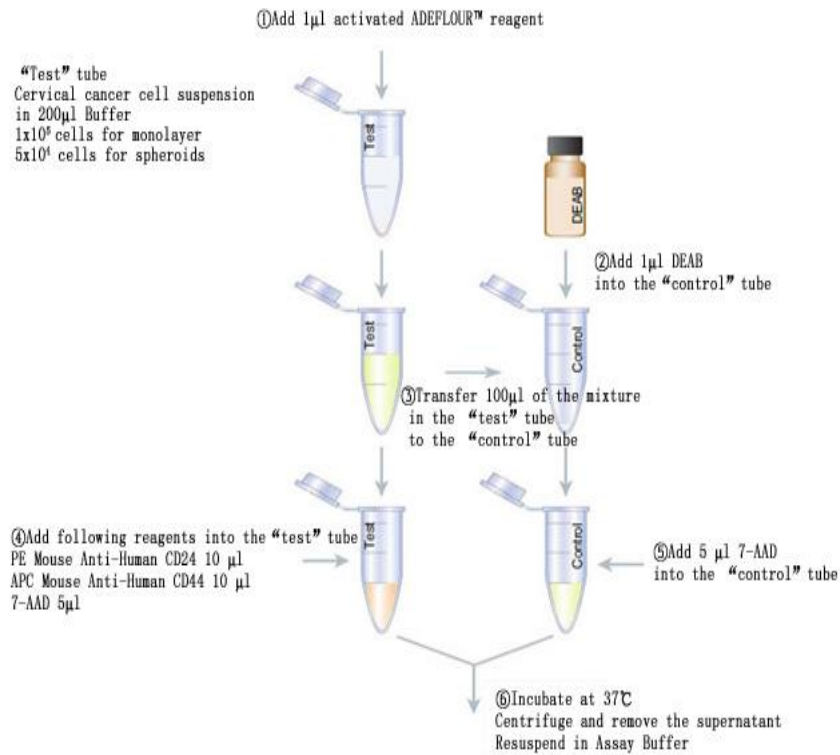 ①Add 1μl activated ADEFLOUR™ reagent
“Test” tube
Cervical cancer cell suspension
in 200μl Buffer
1x10⁵ cells for monolayer
5x10⁴ cells for spheroids
Test
DEAB
②Add 1μl DEAB
into the “control” tube
Test
Control
③Transfer 100μl of the mixture
in the “test” tube
to the “control” tube
④Add following reagents into the “test” tube
PE Mouse Anti-Human CD24 10 μl
APC Mouse Anti-Human CD44 10 μl
7-AAD 5μl
Test
Control
⑤Add 5 μl 7-AAD
into the “control” tube
⑥Incubate at 37℃
Centrifuge and remove the supernatant
Resuspend in Assay Buffer